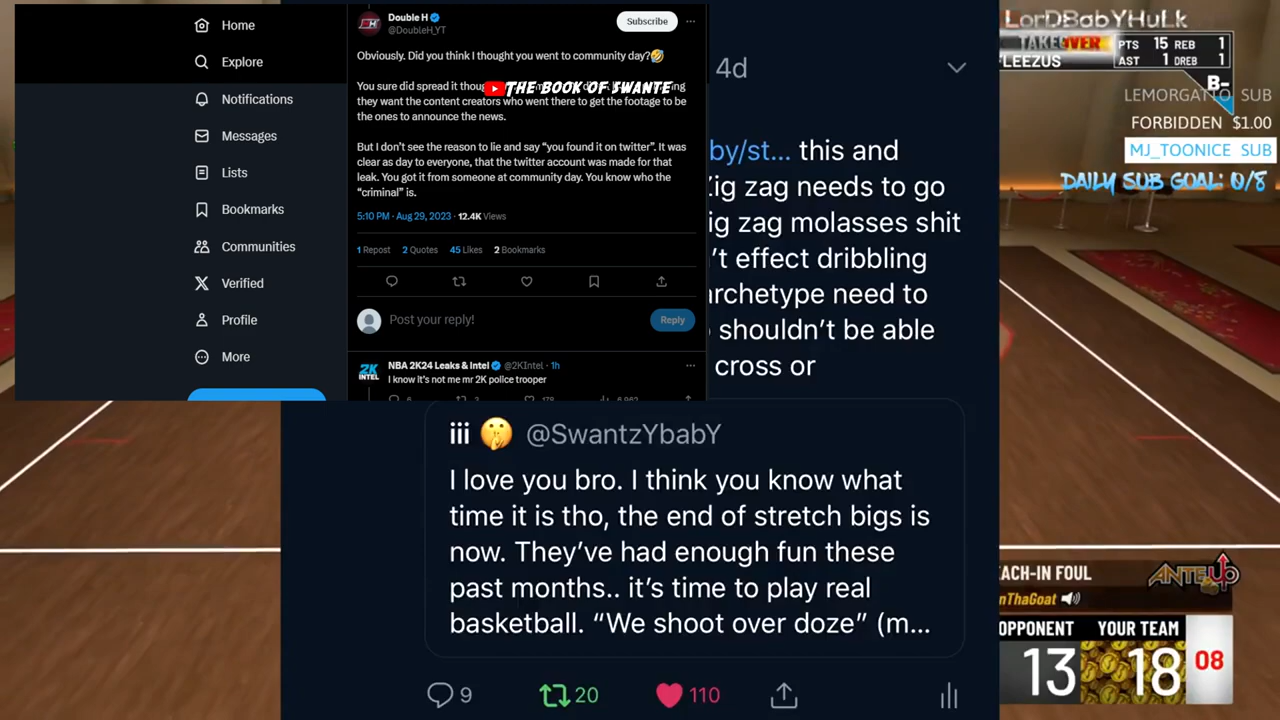 Home
Explore
Notifications
Messages
Lists
Bookmarks
Communities
Verified
Profile
More
Double H
@DoubleH_YT
Subscribe
Obviously. Did you think I thought you went to community day?🤣
You sure did spread it
THE BOOK OF SWANTE
they want the content creators who went there to get the footage to be
the ones to announce the news.
But I don't see the reason to lie and say "you found it on twitter". It was
clear as day to everyone, that the twitter account was made for that
leak. You got it from someone at community day. You know who the
"criminal" is.
5:10 PM · Aug 29, 2023 · 12.4K Views
1 Repost 2 Quotes 45 Likes 2 Bookmarks
Post your reply!
Reply
2K INTEL
NBA 2K24 Leaks & Intel @2KIntel · 1h
I know it's not me mr 2K police trooper
4d
by/st... this and
zag needs to go
ig zag molasses shit
't effect dribbling
archetype need to
shouldn't be able
cross or
iii 🤫 @SwantzYbabY
I love you bro. I think you know what
time it is tho, the end of stretch bigs is
now. They've had enough fun these
past months.. it's time to play real
basketball. "We shoot over doze" (m...
9 20 110
LorDBabYHuLk
TAKEOVER
FLEEZUS
PTS 15 REB 1
AST 1 DREB 1
B-
LEMORGATTO SUB
FORBIDDEN $1.00
MJ_TOONICE SUB
DAILY SUB GOAL: 0/8
EACH-IN FOUL
nThaGoat
ANTE UP
OPPONENT YOUR TEAM
13 18 08